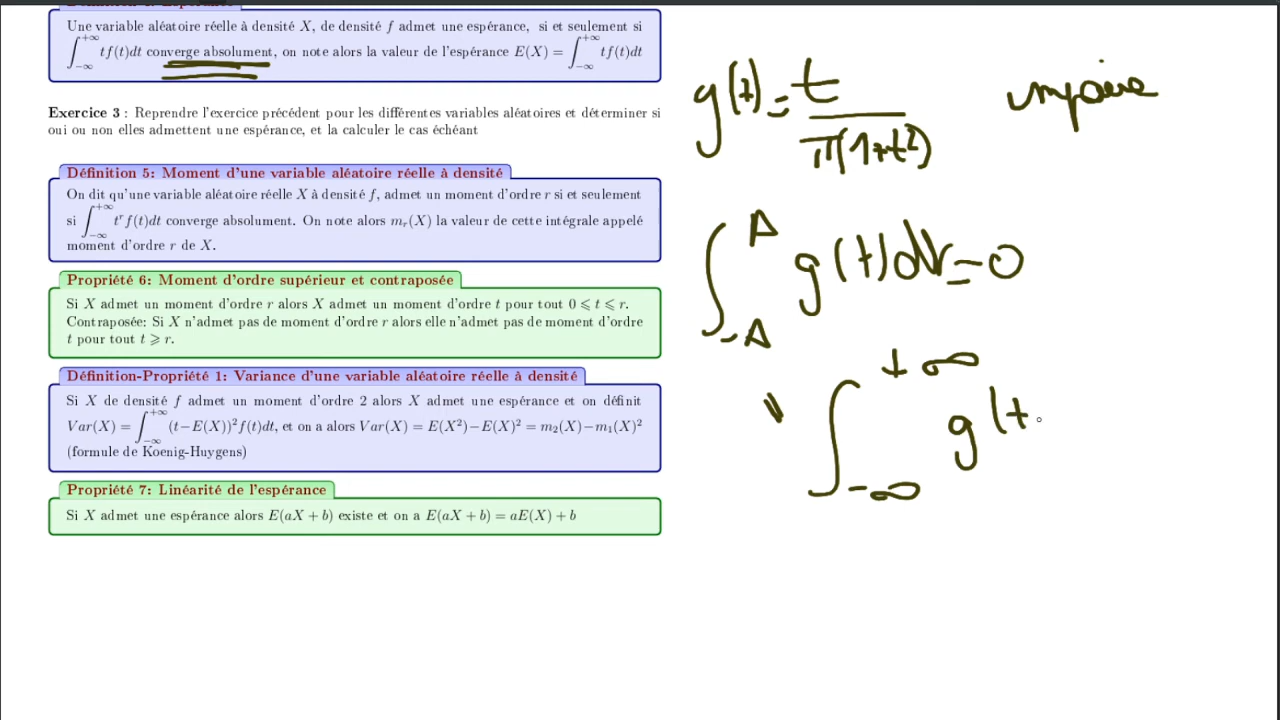 Une variable aléatoire réelle à densité X, de densité f admet une espérance, si et seulement si
∫_{-∞}^{+∞} tf(t)dt converge absolument, on note alors la valeur de l'espérance E(X) = ∫_{-∞}^{+∞} tf(t)dt
Exercice 3 : Reprendre l'exercice précédent pour les différentes variables aléatoires et déterminer si
oui ou non elles admettent une espérance, et la calculer le cas échéant
Définition 5: Moment d'une variable aléatoire réelle à densité
On dit qu'une variable aléatoire réelle X à densité f, admet un moment d'ordre r si et seulement
si ∫_{-∞}^{+∞} t^r f(t)dt converge absolument. On note alors m_r(X) la valeur de cette intégrale appelé
moment d'ordre r de X.
Propriété 6: Moment d'ordre supérieur et contraposée
Si X admet un moment d'ordre r alors X admet un moment d'ordre t pour tout 0 ⩽ t ⩽ r.
Contraposée: Si X n'admet pas de moment d'ordre r alors elle n'admet pas de moment d'ordre
t pour tout t ⩾ r.
Définition-Propriété 1: Variance d'une variable aléatoire réelle à densité
Si X de densité f admet un moment d'ordre 2 alors X admet une espérance et on définit
Var(X) = ∫_{-∞}^{+∞} (t−E(X))²f(t)dt, et on a alors Var(X) = E(X²)−E(X)² = m₂(X)−m₁(X)²
(formule de Koenig-Huygens)
Propriété 7: Linéarité de l'espérance
Si X admet une espérance alors E(aX + b) existe et on a E(aX + b) = aE(X) + b
g(t) = t / π(1+t²) impaire
∫_{-A}^{A} g(t)dt = 0
" ∫_{-∞}^{+∞} g(t